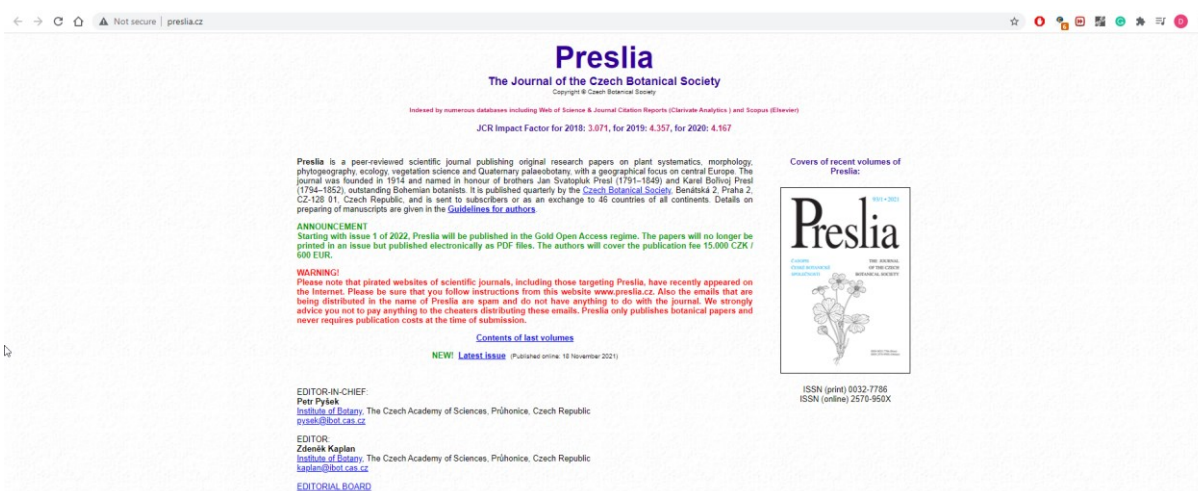 Not secure | preslia.cz
Preslia
The Journal of the Czech Botanical Society
Copyright © Czech Botanical Society
Indexed by numerous databases including Web of Science & Journal Citation Reports (Clarivate Analytics ) and Scopus (Elsevier)
JCR Impact Factor for 2018: 3.071, for 2019: 4.357, for 2020: 4.167
Preslia is a peer-reviewed scientific journal publishing original research papers on plant systematics, morphology,
phytogeography, ecology, vegetation science and Quaternary palaeobotany, with a geographical focus on central Europe. The
journal was founded in 1914 and named in honour of brothers Jan Svatopluk Presl (1791–1849) and Karel Bořivoj Presl
(1794–1852), outstanding Bohemian botanists. It is published quarterly by the Czech Botanical Society, Benátská 2, Praha 2,
CZ-128 01, Czech Republic, and is sent to subscribers or as an exchange to 46 countries of all continents. Details on
preparing of manuscripts are given in the Guidelines for authors.
ANNOUNCEMENT
Starting with issue 1 of 2022, Preslia will be published in the Gold Open Access regime. The papers will no longer be
printed in an issue but published electronically as PDF files. The authors will cover the publication fee 15.000 CZK /
600 EUR.
WARNING!
Please note that pirated websites of scientific journals, including those targeting Preslia, have recently appeared on
the Internet. Please be sure that you follow instructions from this website www.preslia.cz. Also the emails that are
being distributed in the name of Preslia are spam and do not have anything to do with the journal. We strongly
advice you not to pay anything to the cheaters distributing these emails. Preslia only publishes botanical papers and
never requires publication costs at the time of submission.
Contents of last volumes
NEW! Latest issue (Published online: 18 November 2021)
EDITOR-IN-CHIEF:
Petr Pyšek
Institute of Botany, The Czech Academy of Sciences, Průhonice, Czech Republic
pysek@ibot.cas.cz
EDITOR:
Zdeněk Kaplan
Institute of Botany, The Czech Academy of Sciences, Průhonice, Czech Republic
kaplan@ibot.cas.cz
EDITORIAL BOARD
Covers of recent volumes of
Preslia:
Preslia
ČASOPIS
ČESKÉ BOTANICKÉ
SPOLEČNOSTI
THE JOURNAL
OF THE CZECH
BOTANICAL SOCIETY
ISSN (print) 0032-7786
ISSN (online) 2570-950X